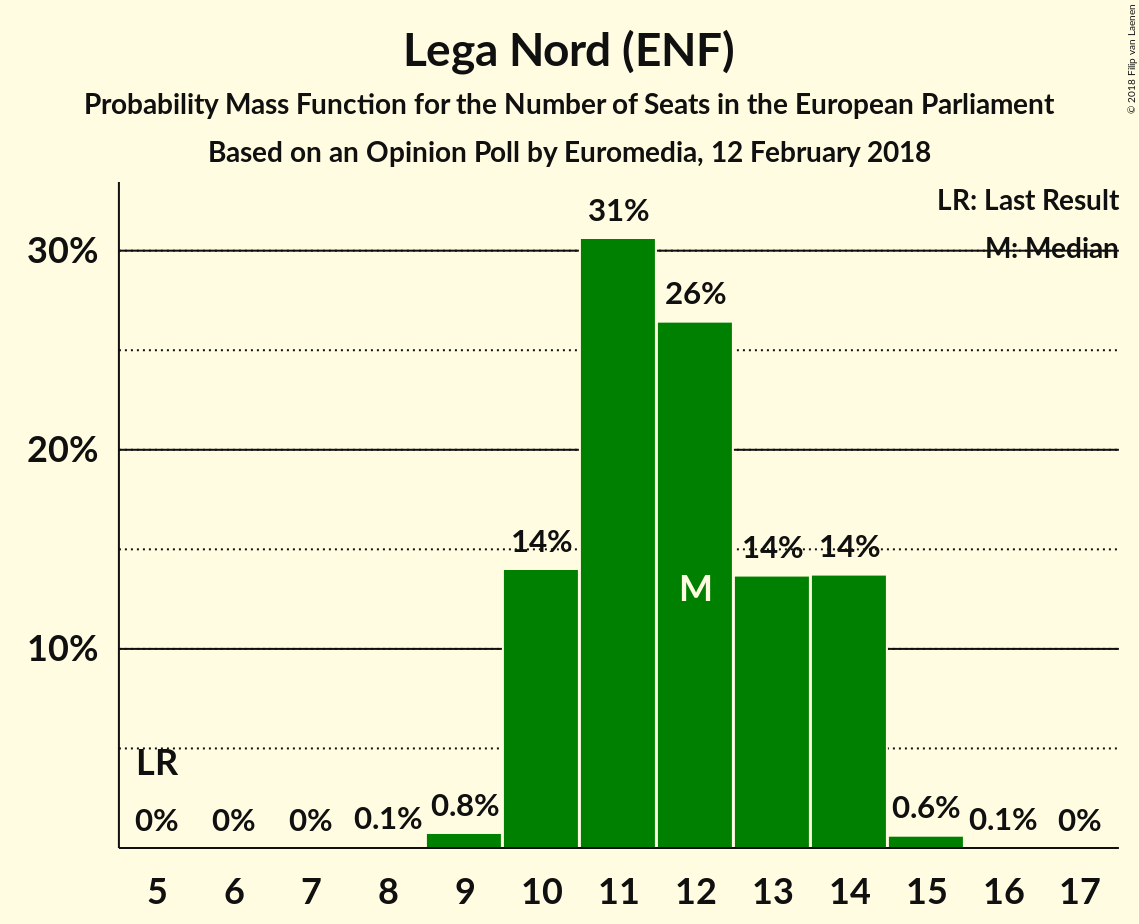 Lega Nord (ENF)
Probability Mass Function for the Number of Seats in the European Parliament
Based on an Opinion Poll by Euromedia, 12 February 2018
© 2018 Filip van Laenen
LR: Last Result
M: Median
31%
30%
26%
20%
14%
14%
14%
M
10%
LR
0%
0%
0%
0.1%
0.8%
0.6%
0.1%
0%
5 6 7 8 9 10 11 12 13 14 15 16 17